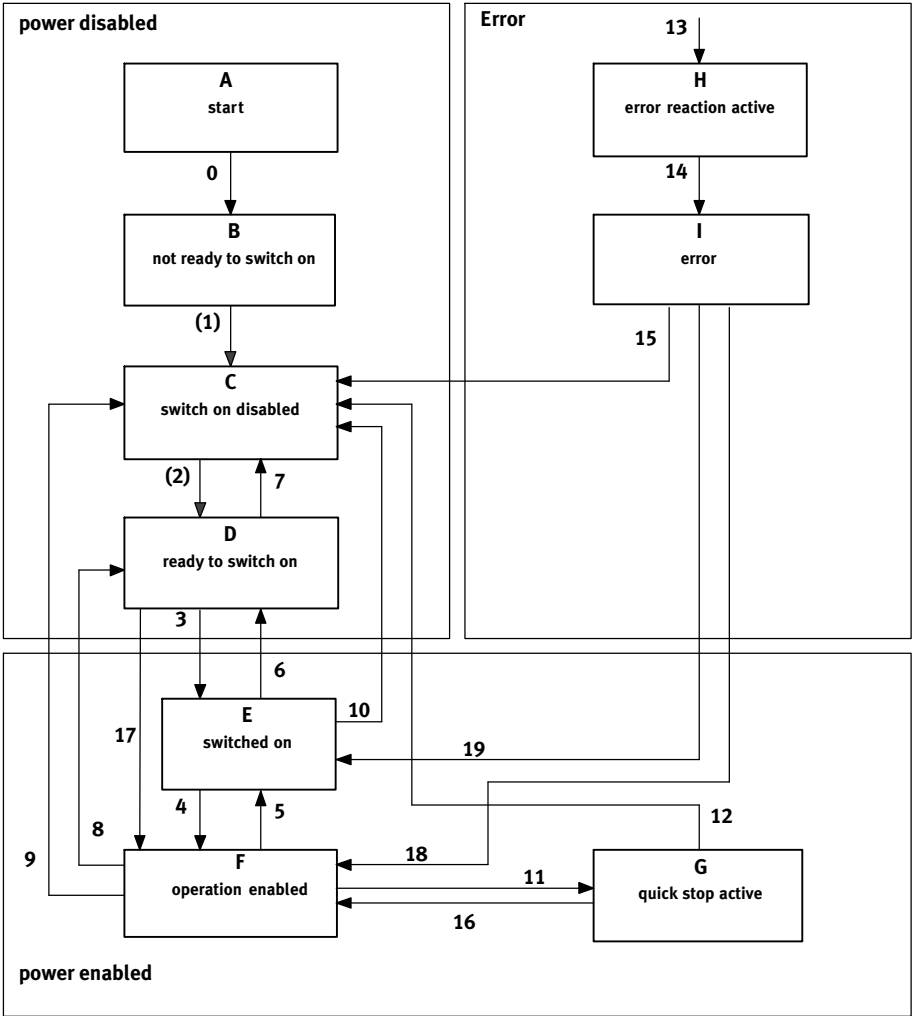 power disabled
Error
13
A
start
H
error reaction active
0
14
B
not ready to switch on
I
error
(1)
15
C
switch on disabled
(2)
7
D
ready to switch on
3
6
10
E
switched on
17
19
4
5
12
8
9
18
F
operation enabled
11
G
quick stop active
16
power enabled